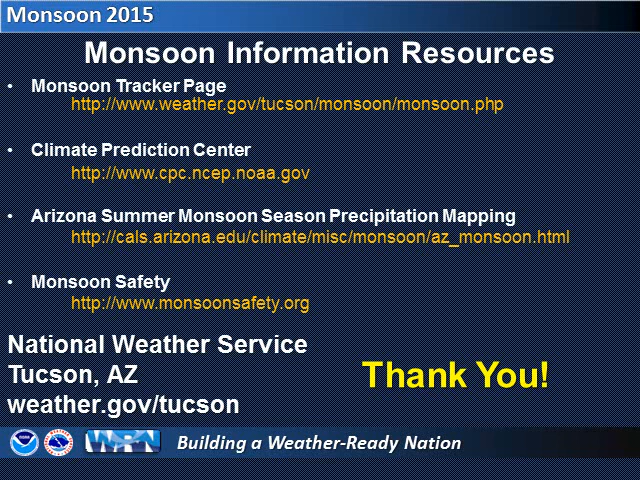 Monsoon 2015
Monsoon Information Resources
• Monsoon Tracker Page
http://www.weather.gov/tucson/monsoon/monsoon.php
• Climate Prediction Center
http://www.cpc.ncep.noaa.gov
• Arizona Summer Monsoon Season Precipitation Mapping
http://cals.arizona.edu/climate/misc/monsoon/az_monsoon.html
• Monsoon Safety
http://www.monsoonsafety.org
National Weather Service
Tucson, AZ
weather.gov/tucson
Thank You!
WRN
Building a Weather-Ready Nation